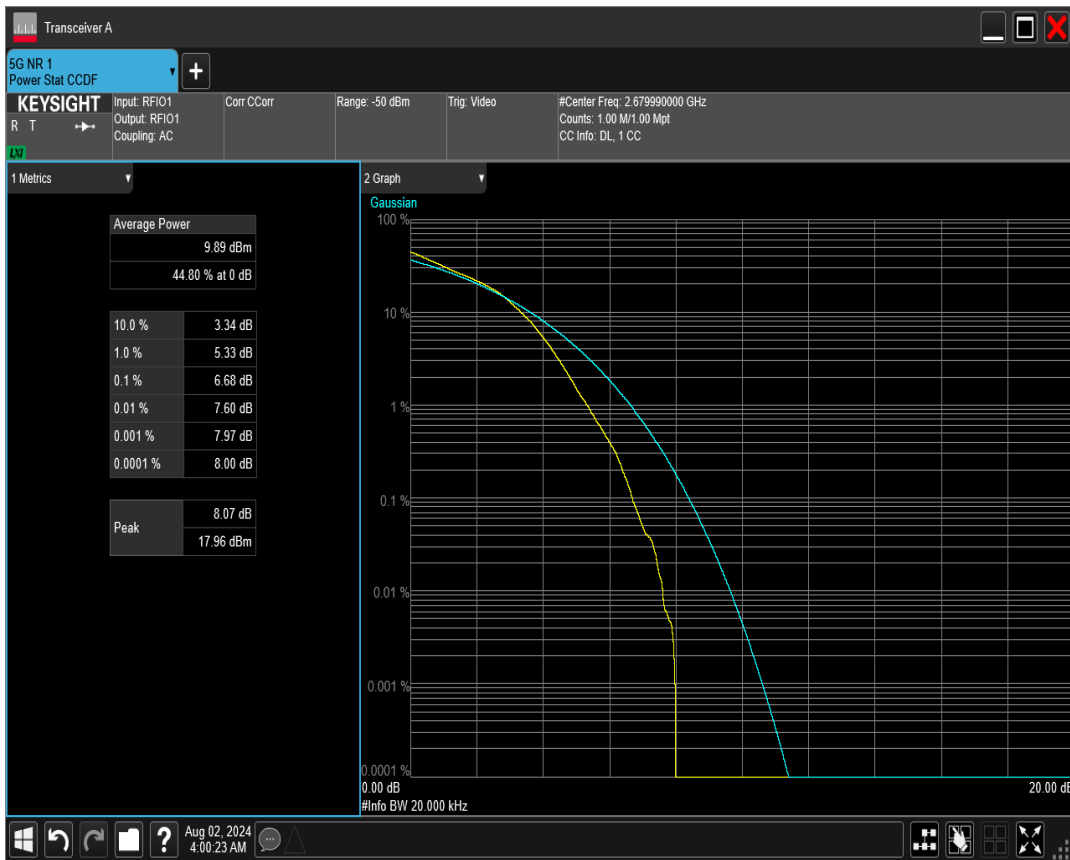 Transceiver A
5G NR 1
Power Stat CCDF
KEYSIGHT
R T
LXI
Input: RFIO1
Output: RFIO1
Coupling: AC
Corr CCorr
Range: -50 dBm
Trig: Video
#Center Freq: 2.679990000 GHz
Counts: 1.00 M/1.00 Mpt
CC Info: DL, 1 CC
1 Metrics
Average Power
9.89 dBm
44.80 % at 0 dB
10.0 % 3.34 dB
1.0 % 5.33 dB
0.1 % 6.68 dB
0.01 % 7.60 dB
0.001 % 7.97 dB
0.0001 % 8.00 dB
Peak
8.07 dB
17.96 dBm
2 Graph
Gaussian
100 %
10 %
1 %
0.1 %
0.01 %
0.001 %
0.0001 %
0.00 dB 20.00 dB
#Info BW 20.000 kHz
Aug 02, 2024
4:00:23 AM